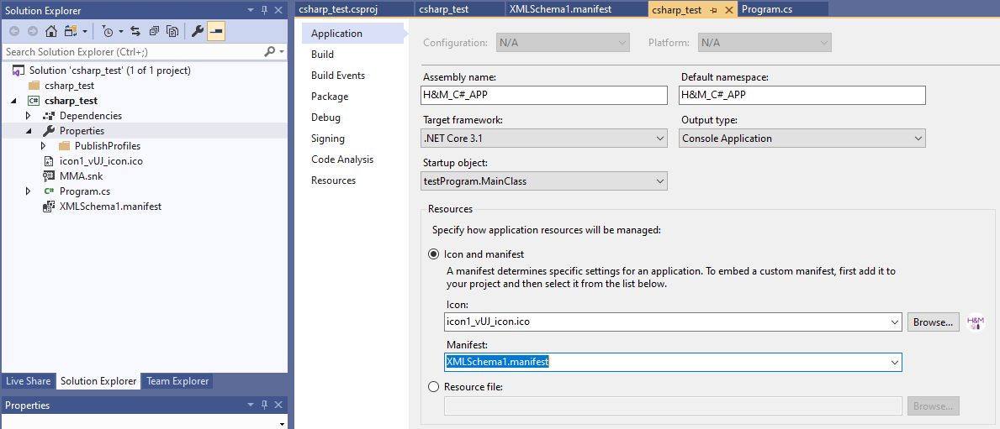 Solution Explorer
Search Solution Explorer (Ctrl+;)
Solution 'csharp_test' (1 of 1 project)
csharp_test
C# csharp_test
Dependencies
Properties
PublishProfiles
icon1_vUJ_icon.ico
MMA.snk
C# Program.cs
XMLSchema1.manifest
Live Share Solution Explorer Team Explorer
Properties
csharp_test.csproj csharp_test XMLSchema1.manifest csharp_test Program.cs
Application
Build
Build Events
Package
Debug
Signing
Code Analysis
Resources
Configuration: N/A Platform: N/A
Assembly name: Default namespace:
H&M_C#_APP H&M_C#_APP
Target framework: Output type:
.NET Core 3.1 Console Application
Startup object:
testProgram.MainClass
Resources
Specify how application resources will be managed:
Icon and manifest
A manifest determines specific settings for an application. To embed a custom manifest, first add it to
your project and then select it from the list below.
Icon:
icon1_vUJ_icon.ico Browse... H&M
Manifest:
XMLSchema1.manifest
Resource file:
Browse...